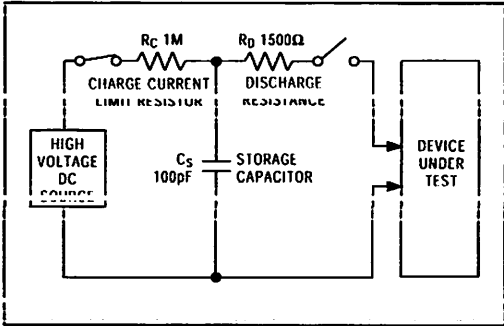 RC 1M
CHARGE CURRENT
LIMIT RESISTOR
RD 1500Ω
DISCHARGE
RESISTANCE
HIGH
VOLTAGE
DC
SOURCE
CS
100pF
STORAGE
CAPACITOR
DEVICE
UNDER
TEST